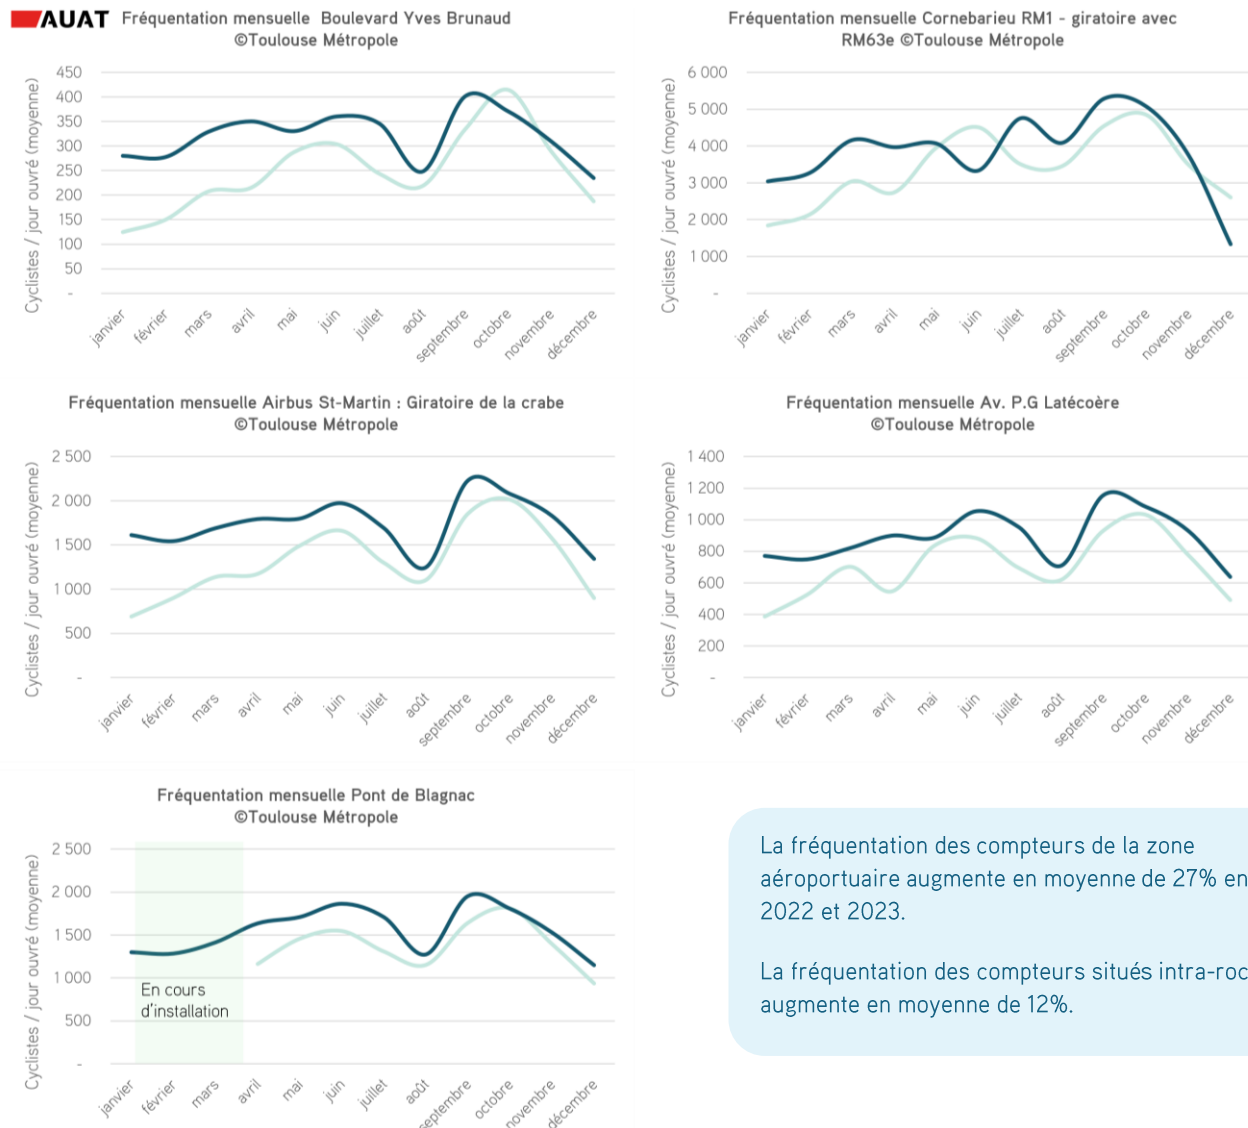 AUAT
Fréquentation mensuelle Boulevard Yves Brunaud
©Toulouse Métropole
Cyclistes / jour ouvré (moyenne)
450
400
350
300
250
200
150
100
50
-
janvier
février
mars
avril
mai
juin
juillet
août
septembre
octobre
novembre
décembre
Fréquentation mensuelle Cornebarieu RM1 - giratoire avec
RM63e ©Toulouse Métropole
Cyclistes / jour ouvré (moyenne)
6 000
5 000
4 000
3 000
2 000
1 000
-
janvier
février
mars
avril
mai
juin
juillet
août
septembre
octobre
novembre
décembre
Fréquentation mensuelle Airbus St-Martin : Giratoire de la crabe
©Toulouse Métropole
Cyclistes / jour ouvré (moyenne)
2 500
2 000
1 500
1 000
500
-
janvier
février
mars
avril
mai
juin
juillet
août
septembre
octobre
novembre
décembre
Fréquentation mensuelle Av. P.G Latécoère
©Toulouse Métropole
Cyclistes / jour ouvré (moyenne)
1 400
1 200
1 000
800
600
400
200
-
janvier
février
mars
avril
mai
juin
juillet
août
septembre
octobre
novembre
décembre
Fréquentation mensuelle Pont de Blagnac
©Toulouse Métropole
Cyclistes / jour ouvré (moyenne)
2 500
2 000
1 500
1 000
500
-
En cours
d'installation
janvier
février
mars
avril
mai
juin
juillet
août
septembre
octobre
novembre
décembre
La fréquentation des compteurs de la zone
aéroportuaire augmente en moyenne de 27% en
2022 et 2023.
La fréquentation des compteurs situés intra-roc
augmente en moyenne de 12%.